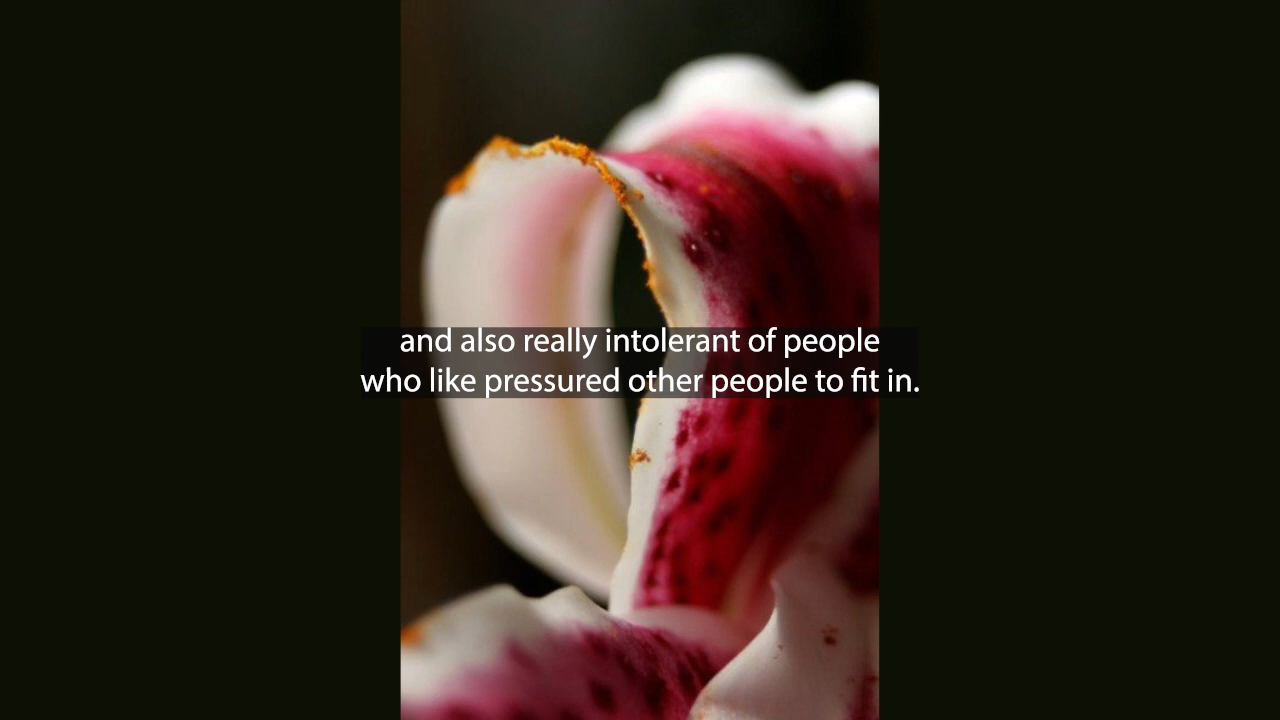 and also really intolerant of people
who like pressured other people to fit in.